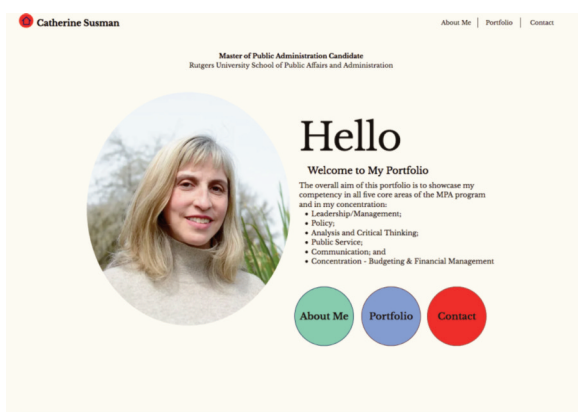 Catherine Susman
About Me | Portfolio | Contact
Master of Public Administration Candidate
Rutgers University School of Public Affairs and Administration
Hello
Welcome to My Portfolio
The overall aim of this portfolio is to showcase my
competency in all five core areas of the MPA program
and in my concentration:
• Leadership/Management;
• Policy;
• Analysis and Critical Thinking;
• Public Service;
• Communication; and
• Concentration - Budgeting & Financial Management
About Me
Portfolio
Contact